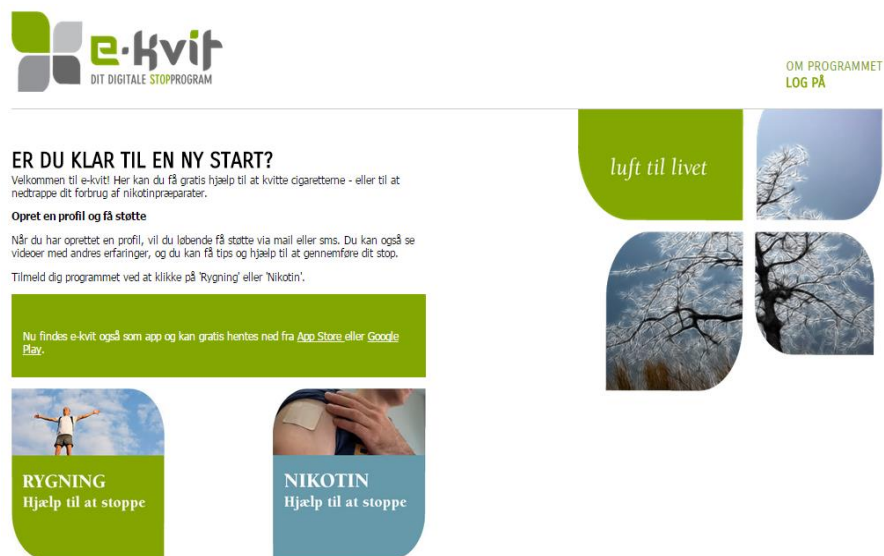 e-kvit
DIT DIGITALE STOPPROGRAM
OM PROGRAMMET
LOG PÅ
ER DU KLAR TIL EN NY START?
Velkommen til e-kvit! Her kan du få gratis hjælp til at kvitte cigaretterne - eller til at
nedtrappe dit forbrug af nikotinpræparater.
Opret en profil og få støtte
Når du har oprettet en profil, vil du løbende få støtte via mail eller sms. Du kan også se
videoer med andres erfaringer, og du kan få tips og hjælp til at gennemføre dit stop.
Tilmeld dig programmet ved at klikke på 'Rygning' eller 'Nikotin'.
luft til livet
Nu findes e-kvit også som app og kan gratis hentes ned fra App Store eller Google
Play.
RYGNING
Hjælp til at stoppe
NIKOTIN
Hjælp til at stoppe